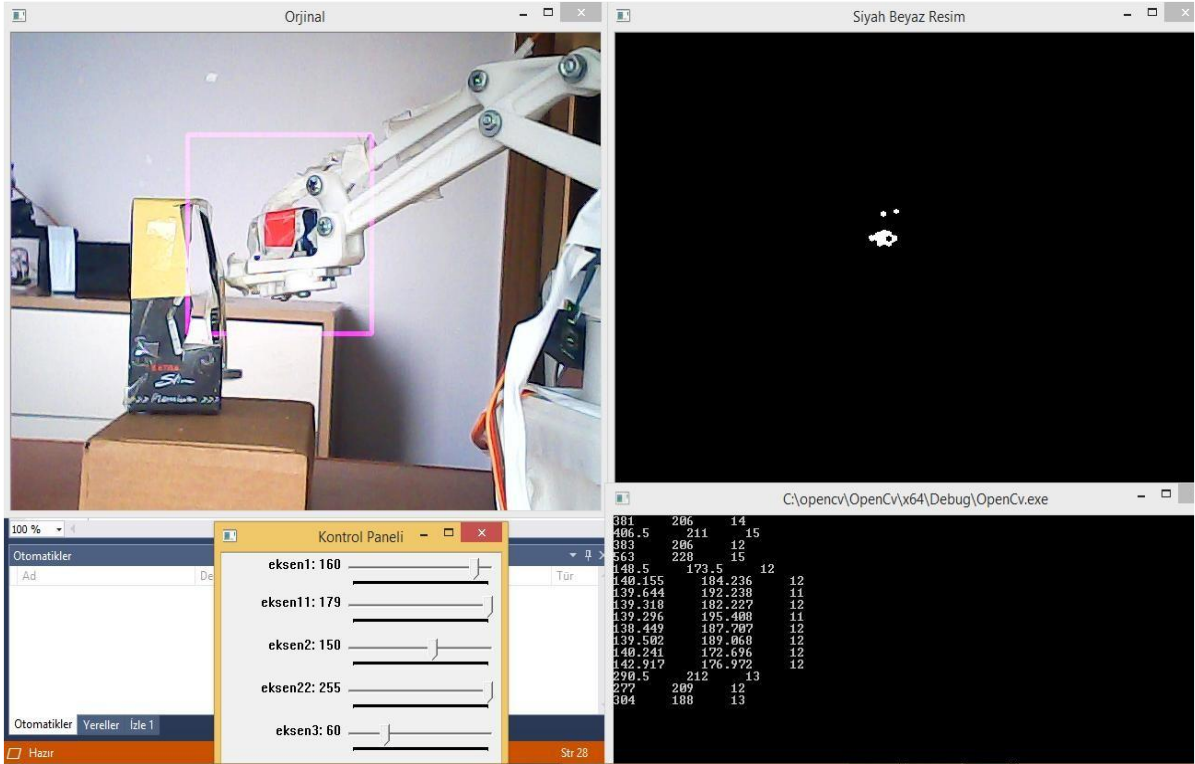 Orjinal
Siyah Beyaz Resim
Premium
C:\opencv\OpenCv\x64\Debug\OpenCv.exe
381 206 14
406.5 211 15
383 206 12
563 228 15
148.5 173.5 12
140.155 184.236 12
139.644 192.238 11
139.318 182.227 12
139.296 195.408 11
138.449 187.707 12
139.502 189.068 12
140.241 172.696 12
142.917 176.972 12
290.5 212 13
277 209 12
304 188 13
100 %
Otomatikler
Ad De Tür
Kontrol Paneli
eksen1: 160
eksen11: 179
eksen2: 150
eksen22: 255
eksen3: 60
Otomatikler Yereller İzle 1
Hazır Str 28